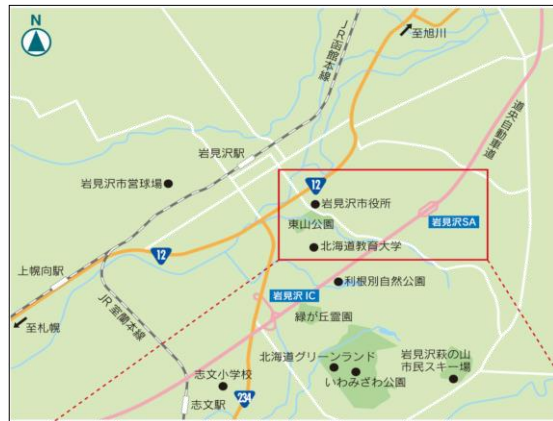 N
JR函館本線
至旭川
道央自動車道
岩見沢駅
岩見沢市営球場
12
岩見沢市役所
岩見沢SA
東山公園
北海道教育大学
12
上幌向駅
利根別自然公園
岩見沢IC
JR室蘭本線
緑が丘霊園
至札幌
北海道グリーンランド
岩見沢萩の山
市民スキー場
志文小学校
いわみざわ公園
志文駅
234